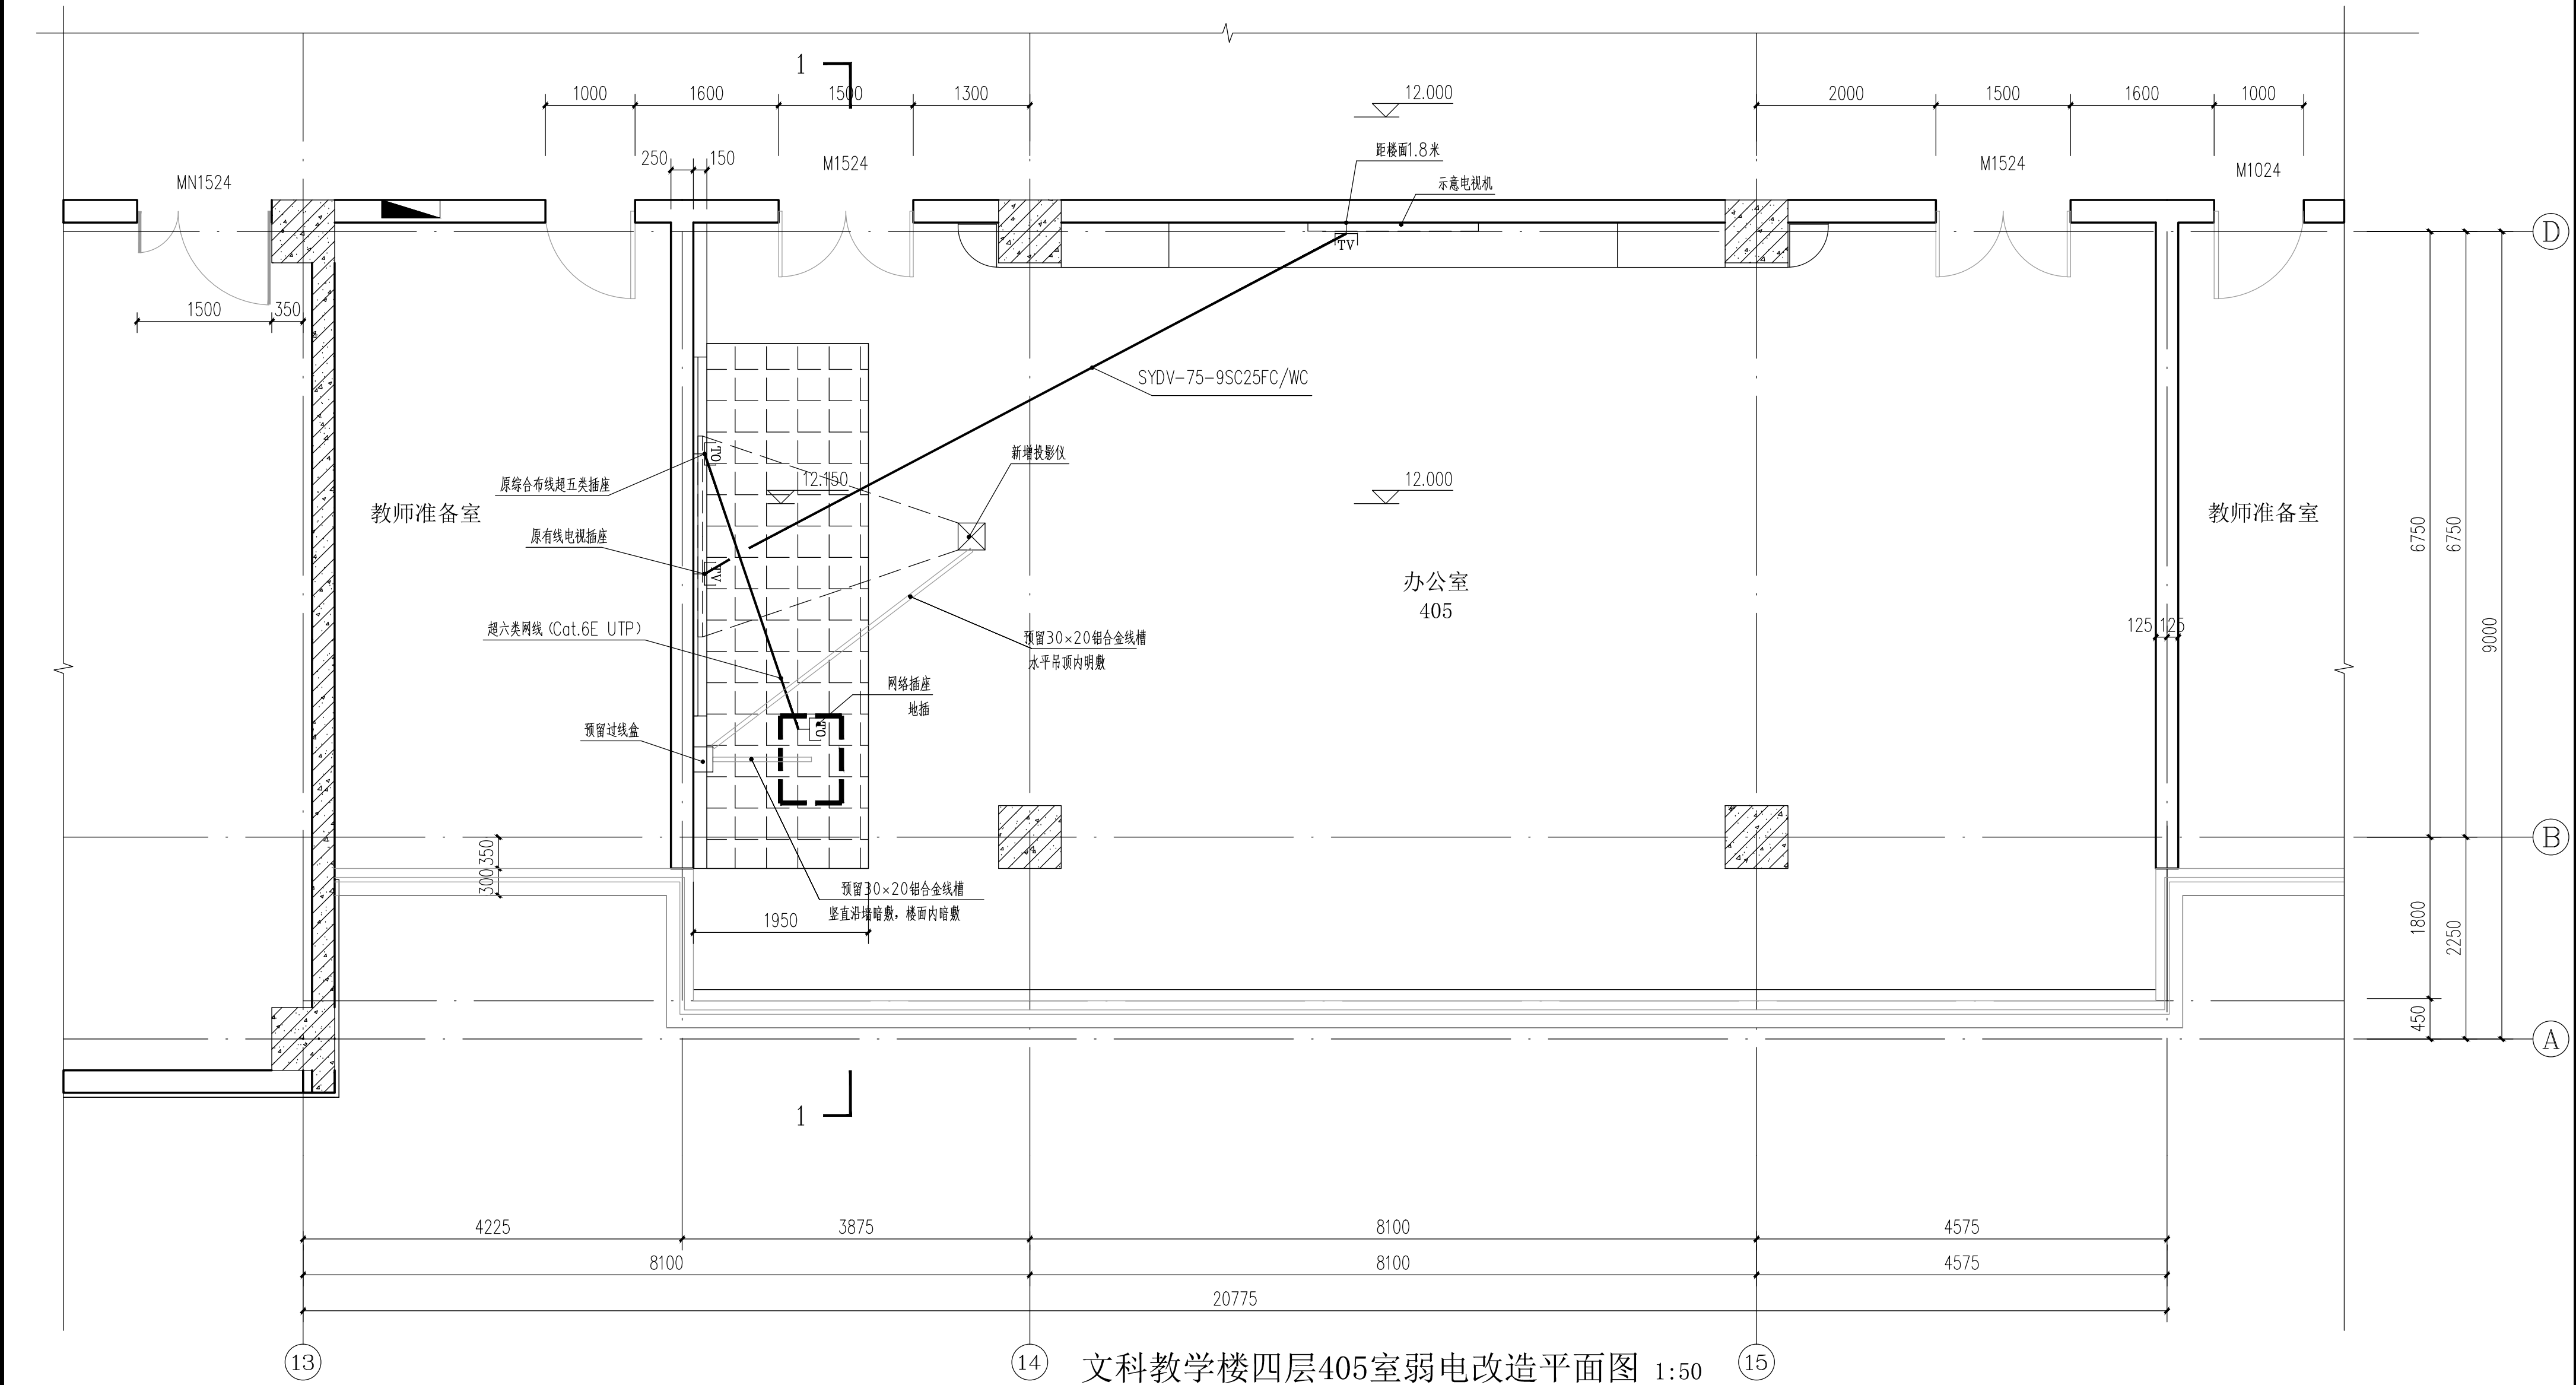 1
1000
1600
1500
1300
12.000
2000
1500
1600
1000
距楼面1.8米
250
150
M1524
M1524
M1024
MN1524
示意电视机
TV
D
1500
350
SYDV-75-9SC25FC/WC
新增投影仪
TO
原综合布线超五类插座
12.150
12.000
教师准备室
教师准备室
原有线电视插座
TV
6750
6750
办公室
405
超六类网线 (Cat.6E UTP)
预留30×20铝合金线槽
水平吊顶内明敷
125
125
9000
网络插座
地插
TO
预留过线盒
B
350
300
预留30×20铝合金线槽
竖直沿墙暗敷，楼面内暗敷
1950
1800
2250
450
A
1
4225
3875
8100
4575
8100
8100
4575
20775
13
14
15
文科教学楼四层405室弱电改造平面图 1:50